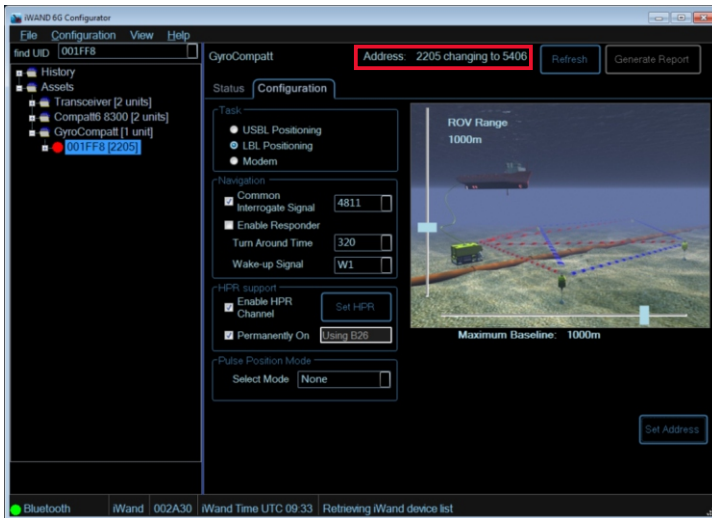 iWAND 6G Configurator
File Configuration View Help
find UID 001FF8
GyroCompatt Address: 2205 changing to 5406 Refresh Generate Report
History
Assets
Transceiver [2 units]
Compatt6 8300 [2 units]
GyroCompatt [1 unit]
001FF8 [2205]
Status Configuration
Task
USBL Positioning
LBL Positioning
Modem
Navigation
Common Interrogate Signal 4811
Enable Responder
Turn Around Time 320
Wake-up Signal W1
HPR support
Enable HPR Channel Set HPR
Permanently On Using B26
Pulse Position Mode
Select Mode None
ROV Range
1000m
Maximum Baseline: 1000m
Set Address
Bluetooth iWand 002A30 iWand Time UTC 09:33 Retrieving iWand device list